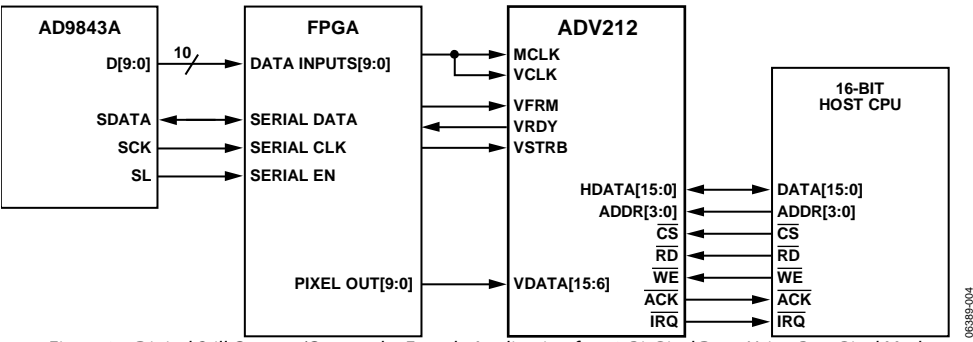 AD9843A
D[9:0]
10
SDATA
SCK
SL
FPGA
DATA INPUTS[9:0]
SERIAL DATA
SERIAL CLK
SERIAL EN
PIXEL OUT[9:0]
ADV212
MCLK
VCLK
VFRM
VRDY
VSTRB
HDATA[15:0]
ADDR[3:0]
CS
RD
WE
VDATA[15:6]
ACK
IRQ
16-BIT
HOST CPU
DATA[15:0]
ADDR[3:0]
CS
RD
WE
ACK
IRQ
06389-004